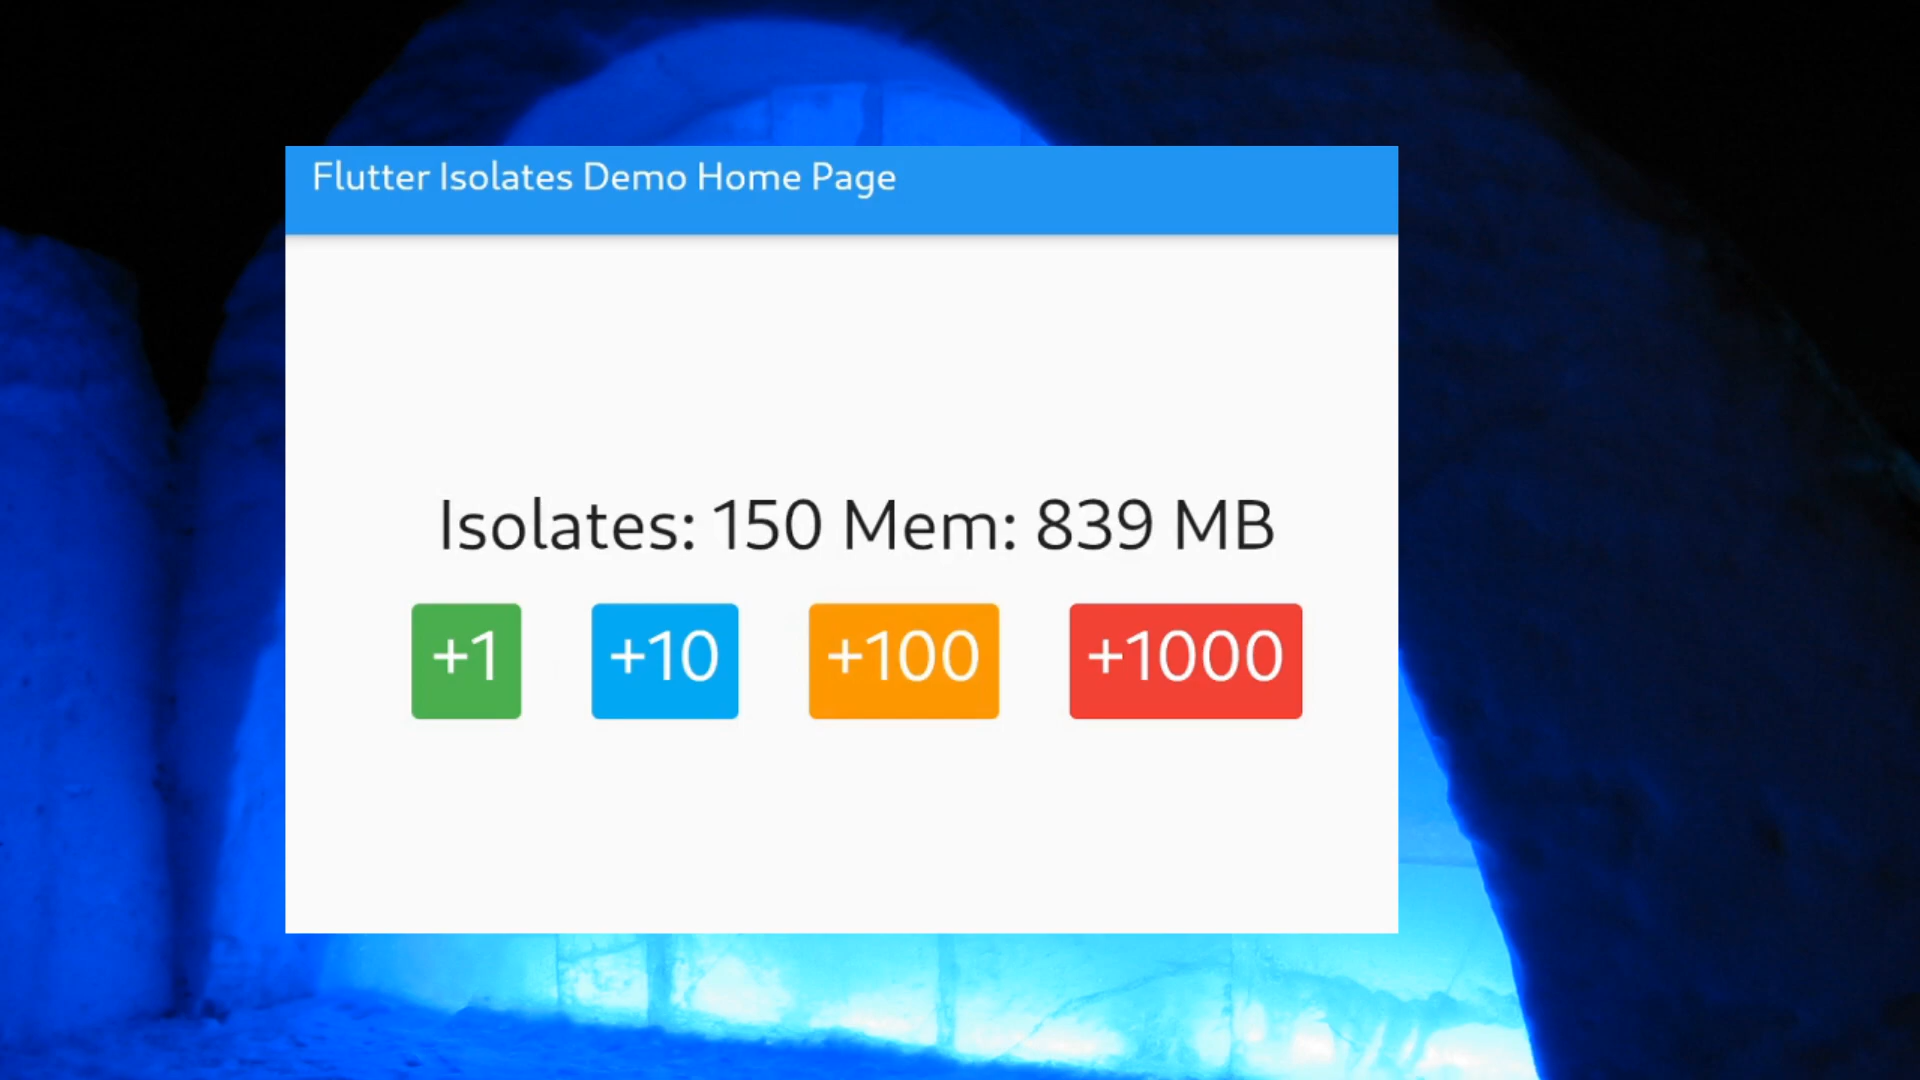 Flutter Isolates Demo Home Page
Isolates: 150 Mem: 839 MB
+1 +10 +100 +1000